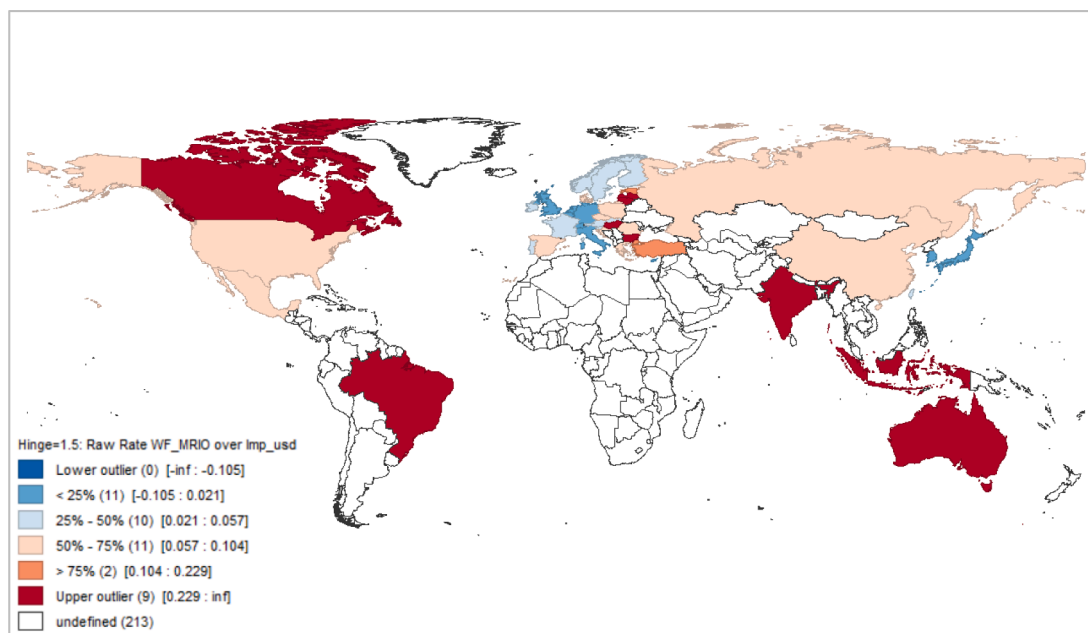 Hinge=1.5: Raw Rate WF_MRIO over Imp_usd
Lower outlier (0) [-inf : -0.105]
< 25% (11) [-0.105 : 0.021]
25% - 50% (10) [0.021 : 0.057]
50% - 75% (11) [0.057 : 0.104]
> 75% (2) [0.104 : 0.229]
Upper outlier (9) [0.229 : inf]
undefined (213)